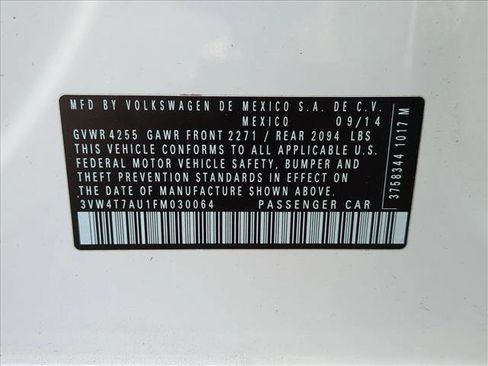 MFD BY VOLKSWAGEN DE MEXICO S.A. DE C.V.
MEXICO 09/14
GVWR 4255 GAWR FRONT 2271 / REAR 2094 LBS
THIS VEHICLE CONFORMS TO ALL APPLICABLE U.S.
FEDERAL MOTOR VEHICLE SAFETY, BUMPER AND
THEFT PREVENTION STANDARDS IN EFFECT ON THE
DATE OF MANUFACTURE SHOWN ABOVE.
3VW4T7AU1FM030064 PASSENGER CAR
3758344 1017 M